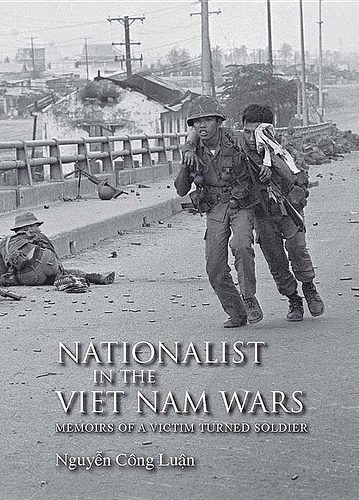 NATIONALIST
IN THE
VIET NAM WARS
MEMOIRS OF A VICTIM TURNED SOLDIER
Nguyễn Công Luận